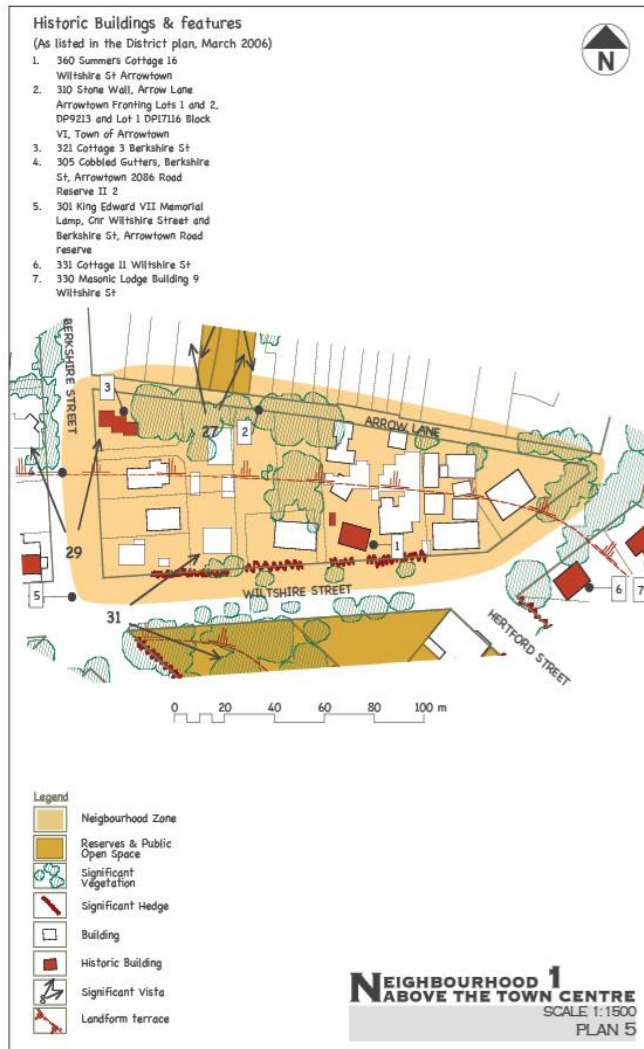 Historic Buildings & features
(As listed in the District plan, March 2006)
1. 360 Summers Cottage 16
Wiltshire St Arrowtown
2. 310 Stone Wall, Arrow Lane
Arrowtown Fronting Lots 1 and 2,
DP9213 and Lot 1 DP17116 Block
VI, Town of Arrowtown
3. 321 Cottage 3 Berkshire St
4. 305 Cobbled Gutters, Berkshire
St, Arrowtown 2086 Road
Reserve II 2
5. 301 King Edward VII Memorial
Lamp, Cnr Wiltshire Street and
Berkshire St, Arrowtown Road
reserve
6. 331 Cottage 11 Wiltshire St
7. 330 Masonic Lodge Building 9
Wiltshire St
N
BERKSHIRE STREET
3
27
2
ARROW LANE
4
29
1
5
WILTSHIRE STREET
31
6
7
HERTFORD STREET
0 20 40 60 80 100 m
Legend
Neighbourhood Zone
Reserves & Public
Open Space
Significant
Vegetation
Significant Hedge
Building
Historic Building
8
Significant Vista
Landform terrace
NEIGHBOURHOOD 1
ABOVE THE TOWN CENTRE
SCALE 1:1500
PLAN 5